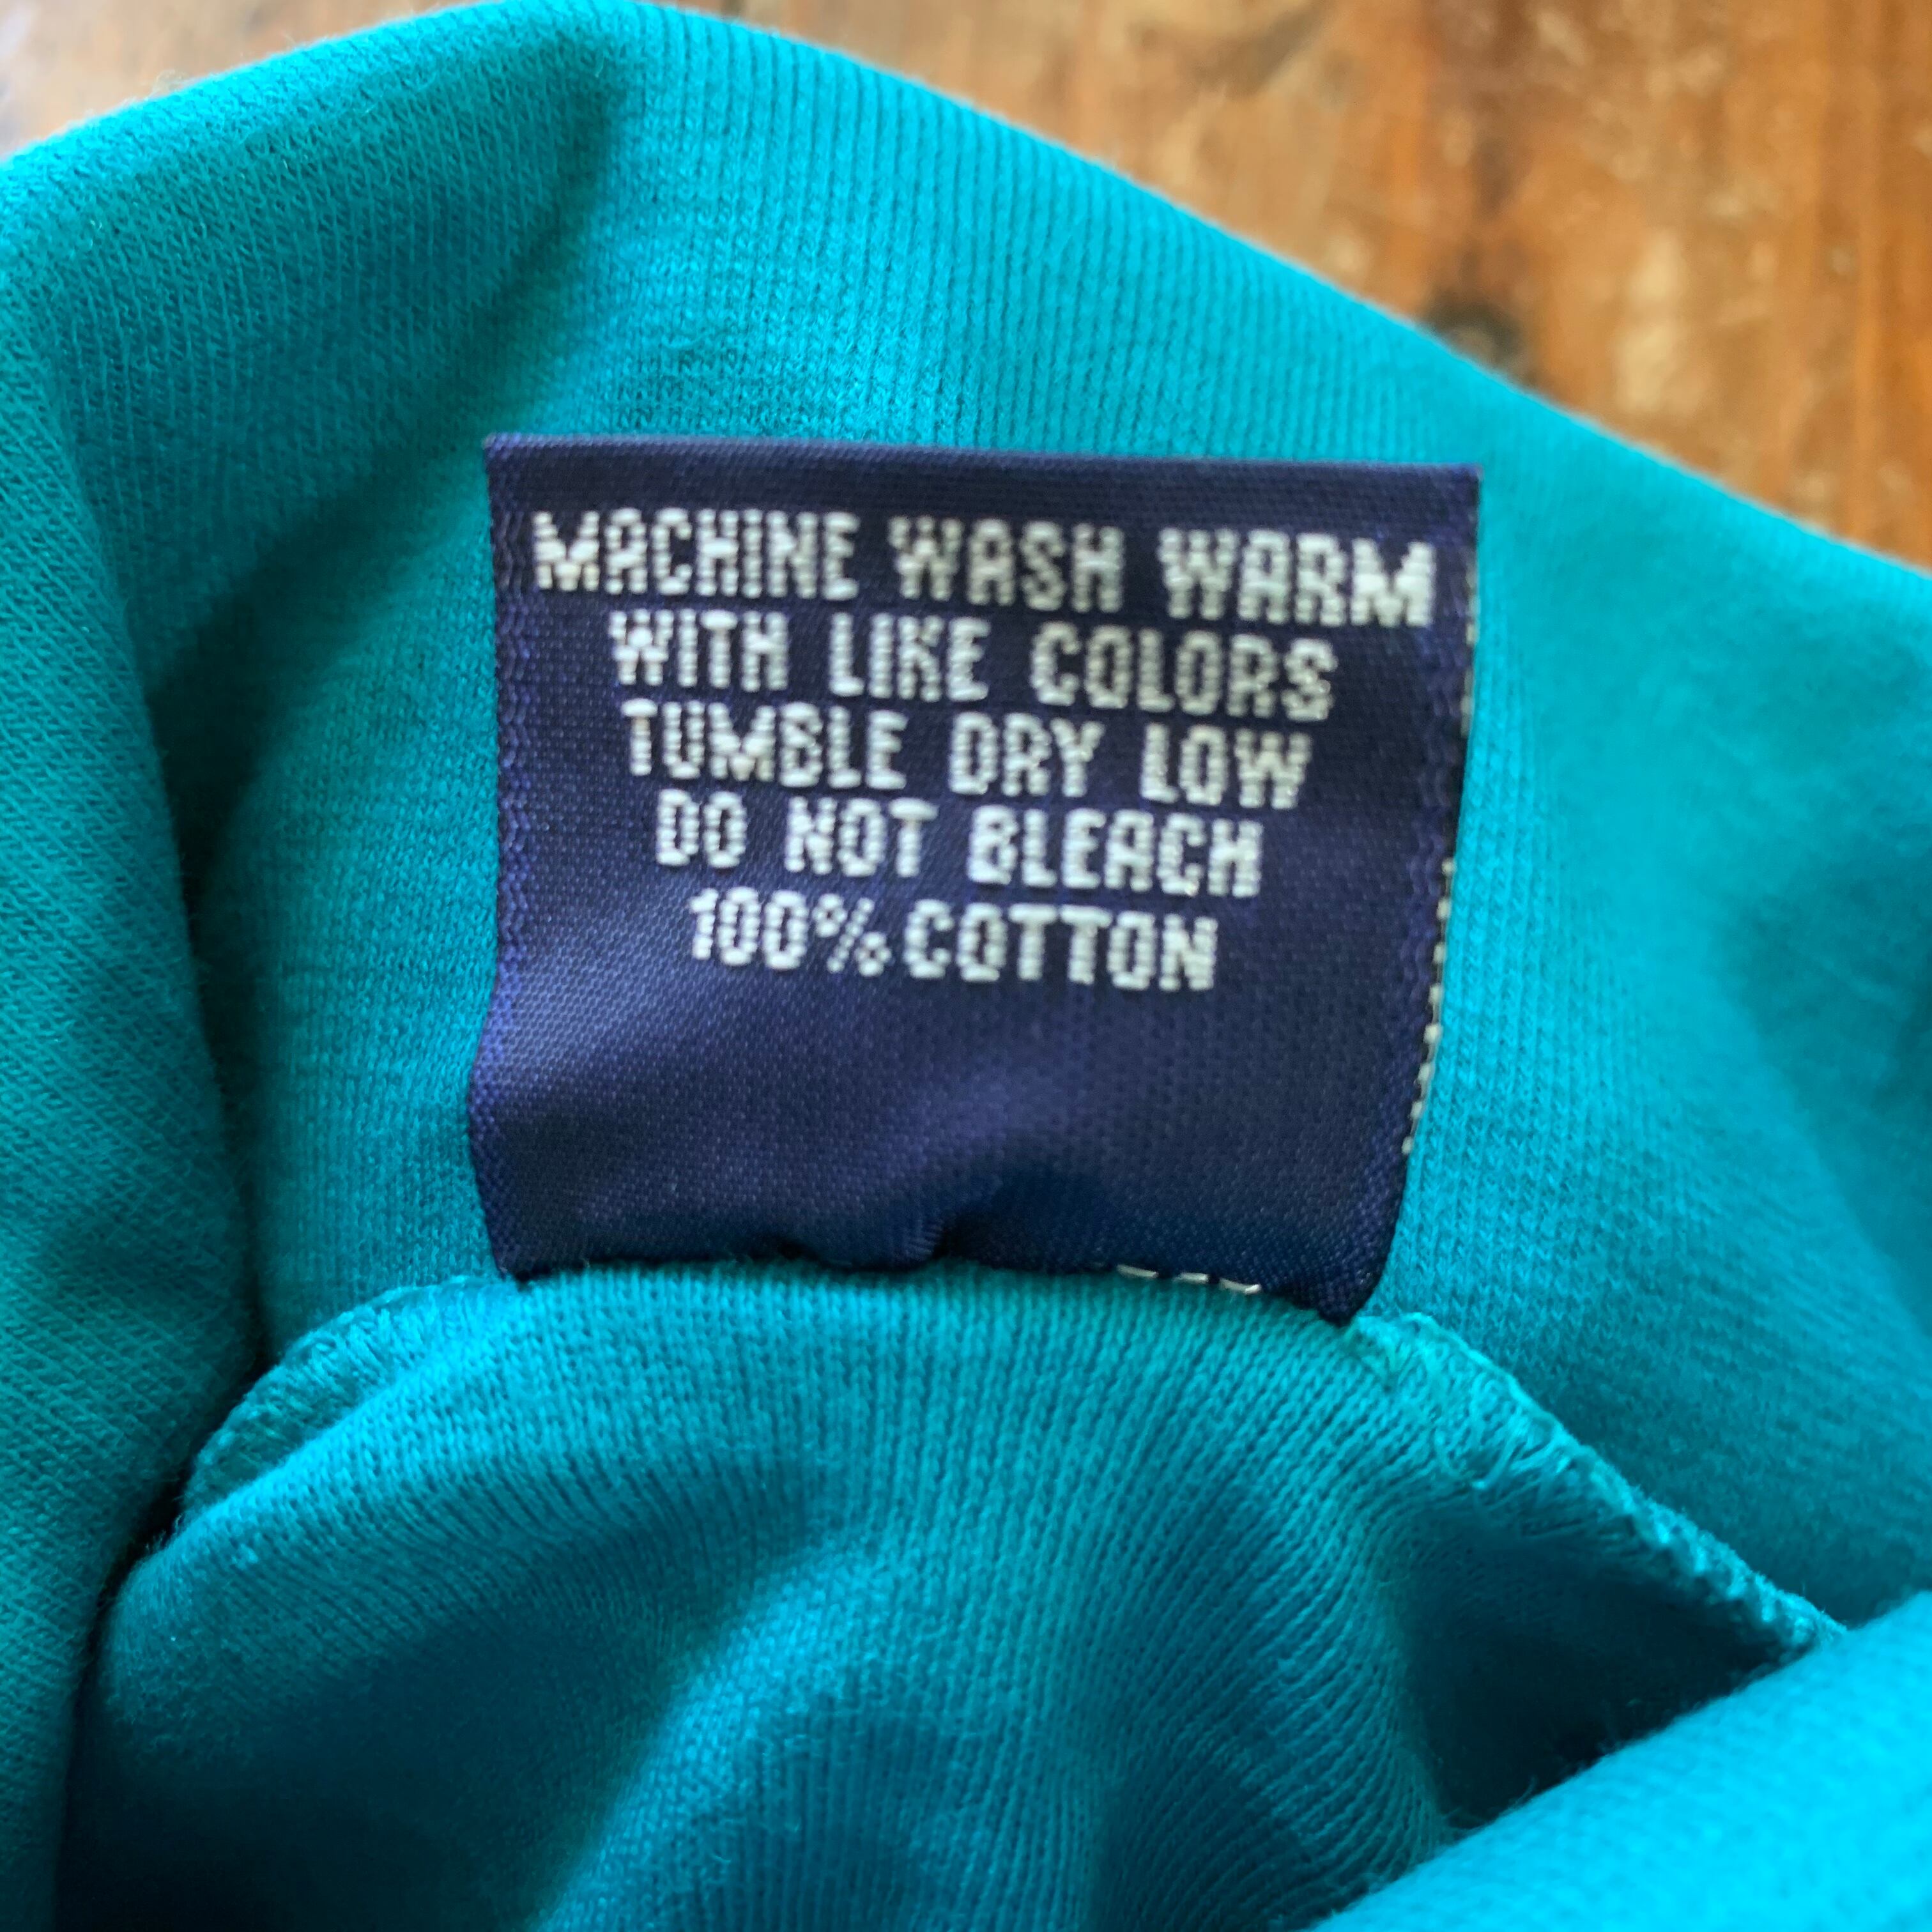 MACHINE WASH WARM
WITH LIKE COLORS
TUMBLE DRY LOW
DO NOT BLEACH
100% COTTON